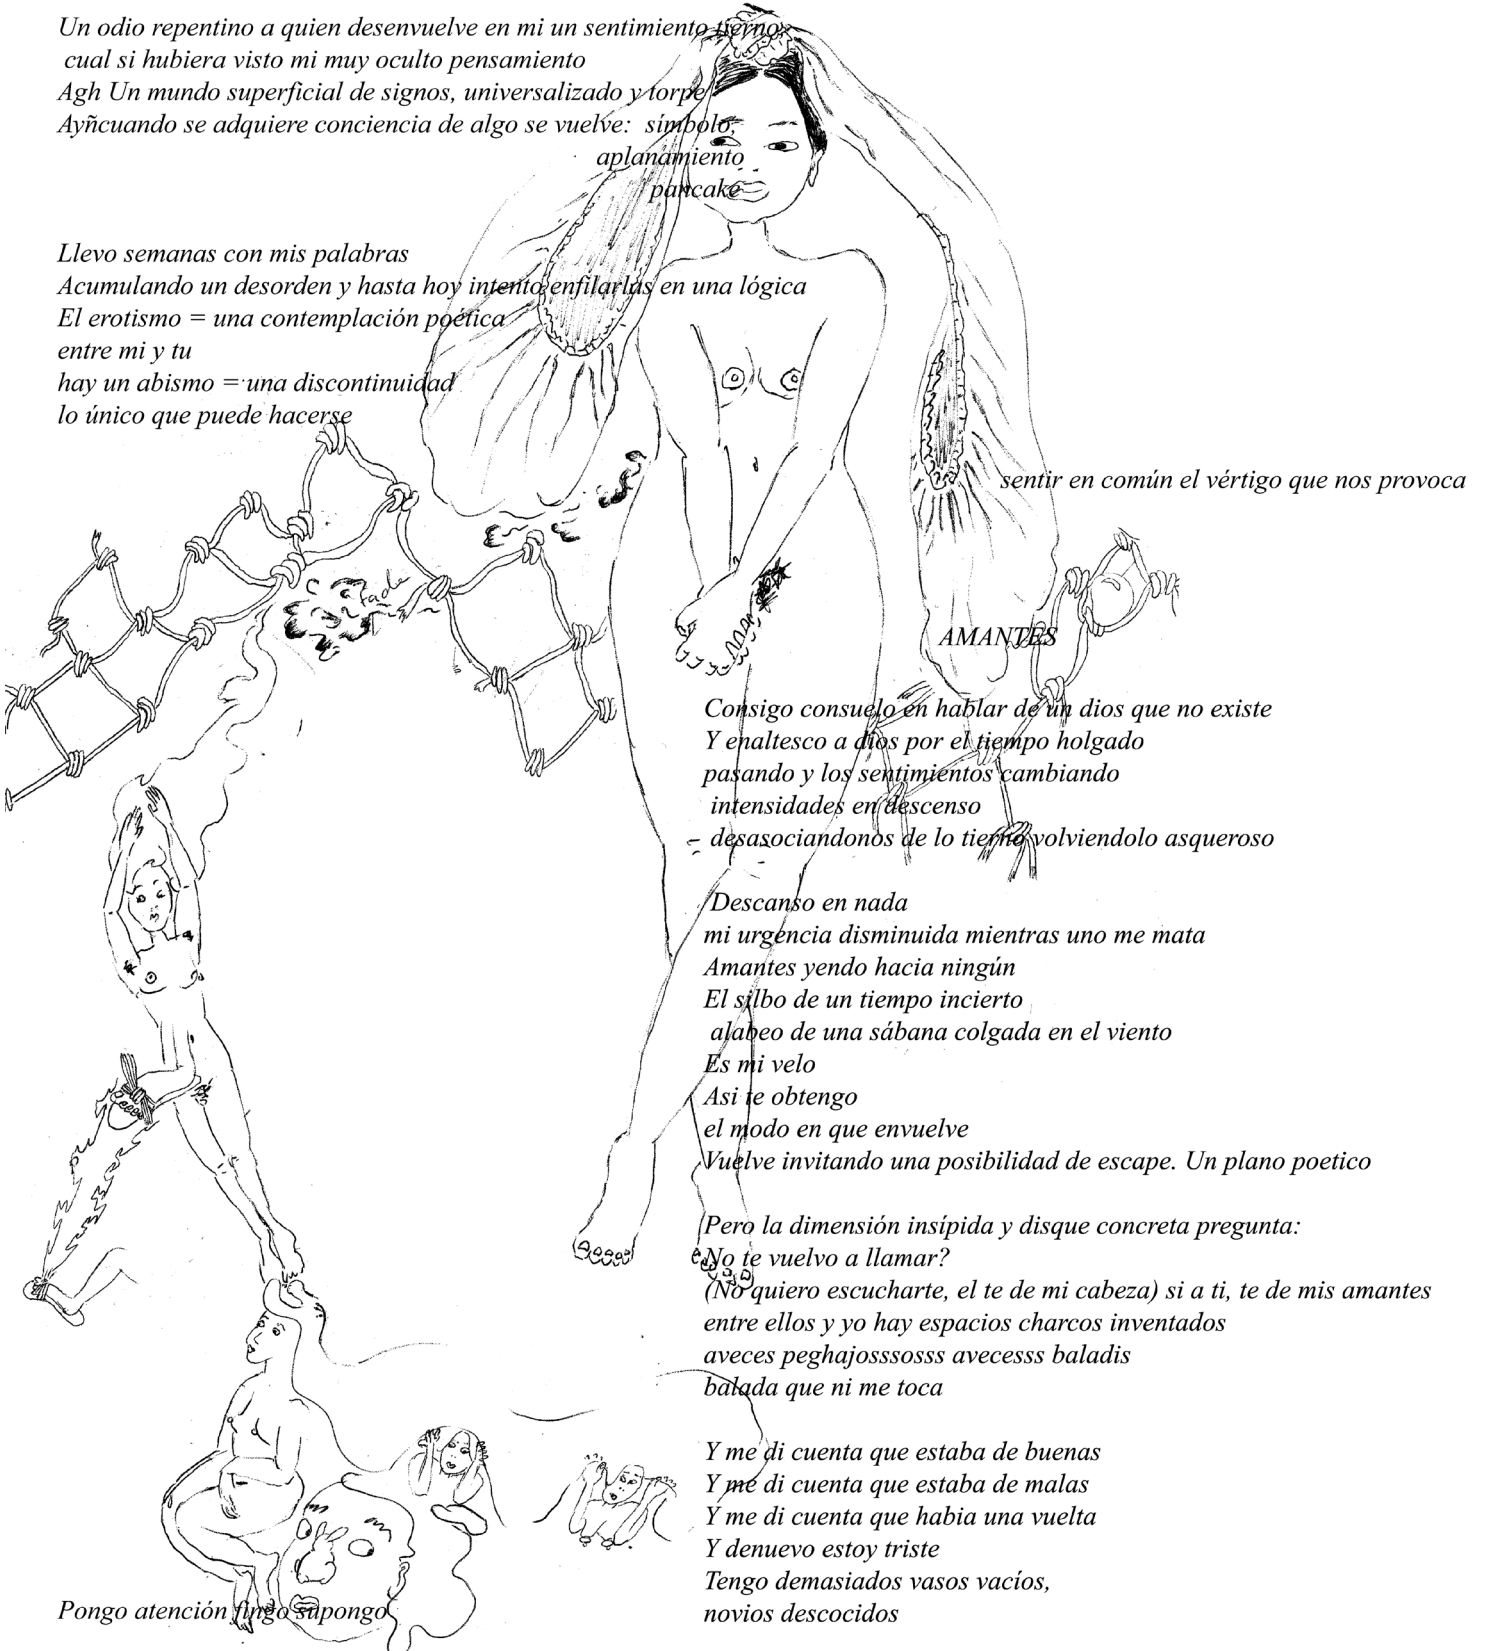 Un odio repentino a quien desenvuelve en mi un sentimiento tierno,
cual si hubiera visto mi muy oculto pensamiento
Agh Un mundo superficial de signos, universalizado y torpe
Ayñcuando se adquiere conciencia de algo se vuelve: símbolo,
aplanamiento
pancake
Llevo semanas con mis palabras
Acumulando un desorden y hasta hoy intento enfilarlas en una lógica
El erotismo = una contemplación poética
entre mi y tu
hay un abismo = una discontinuidad
lo único que puede hacerse
sentir en común el vértigo que nos provoca
AMANTES
Consigo consuelo en hablar de un dios que no existe
Y enaltesco a dios por el tiempo holgado
pasando y los sentimientos cambiando
intensidades en descenso
desasociandonos de lo tierno volviendolo asqueroso
Descanso en nada
mi urgencia disminuida mientras uno me mata
Amantes yendo hacia ningún
El silbo de un tiempo incierto
alabeo de una sábana colgada en el viento
Es mi velo
Asi te obtengo
el modo en que envuelve
Vuelve invitando una posibilidad de escape. Un plano poetico
Pero la dimensión insípida y disque concreta pregunta:
No te vuelvo a llamar?
(No quiero escucharte, el te de mi cabeza) si a ti, te de mis amantes
entre ellos y yo hay espacios charcos inventados
aveces peghajosssosss avecesss baladis
balada que ni me toca
Y me di cuenta que estaba de buenas
Y me di cuenta que estaba de malas
Y me di cuenta que habia una vuelta
Y denuevo estoy triste
Tengo demasiados vasos vacíos,
novios descocidos
Pongo atención fingo supongo